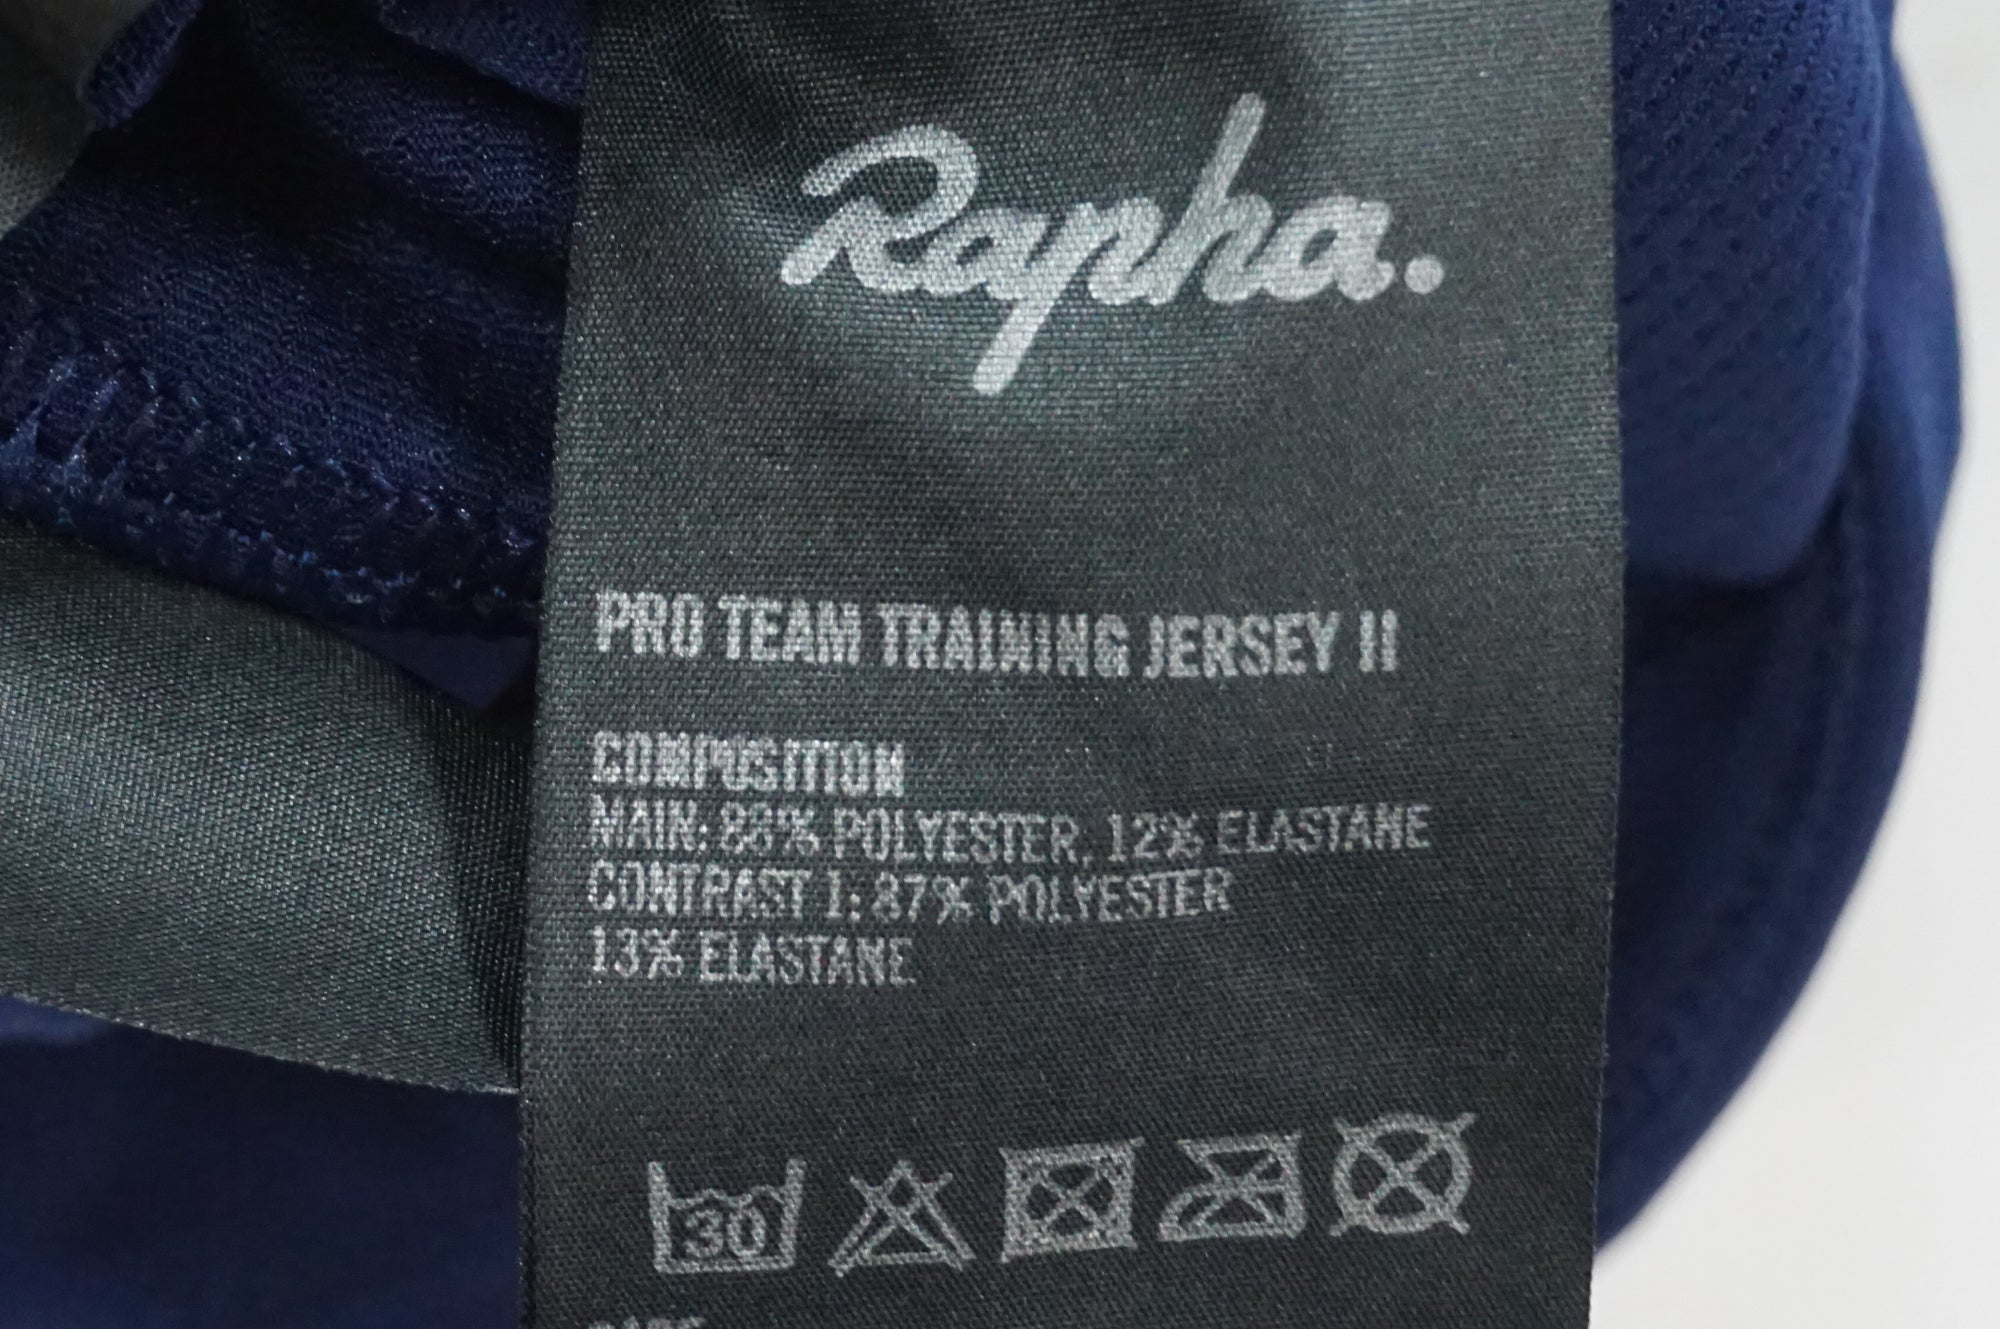 Rapha.
PRO TEAM TRAINING JERSEY II
COMPOSITION
MAIN: 88% POLYESTER, 12% ELASTANE
CONTRAST 1: 87% POLYESTER
13% ELASTANE
30